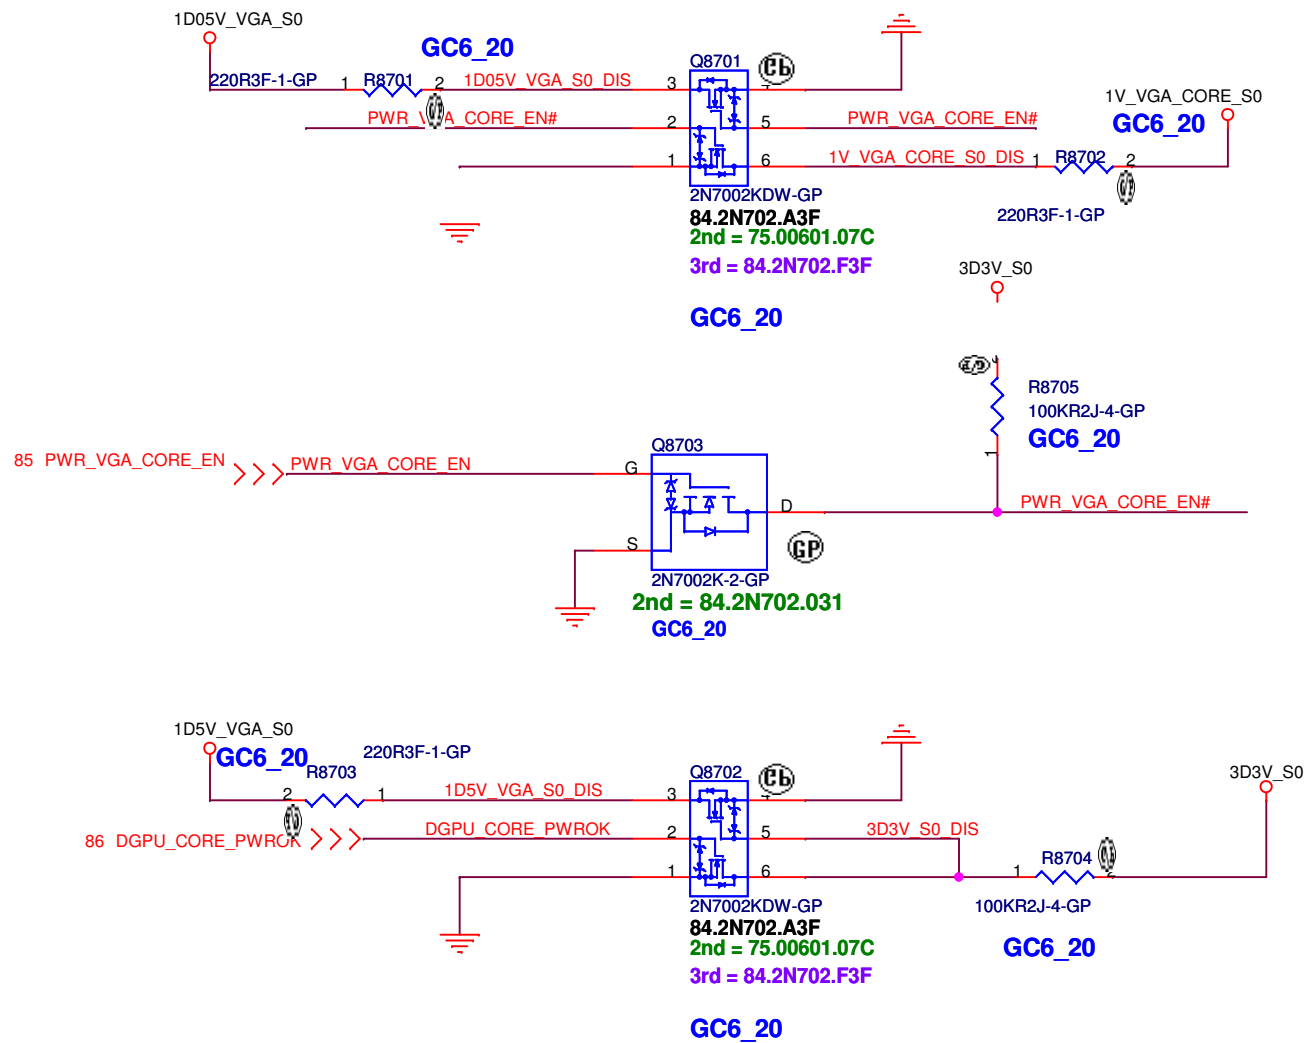 1D05V_VGA_S0
GC6_20
220R3F-1-GP 1 R8701 2 1D05V_VGA_S0_DIS 3 Q8701
PWR_VGA_CORE_EN# 2 5 PWR_VGA_CORE_EN#
1V_VGA_CORE_S0
GC6_20
1 6 1V_VGA_CORE_S0_DIS 1 R8702 2
2N7002KDW-GP
84.2N702.A3F
220R3F-1-GP
2nd = 75.00601.07C
3rd = 84.2N702.F3F
3D3V_S0
GC6_20
R8705
100KR2J-4-GP
GC6_20
1
85 PWR_VGA_CORE_EN PWR_VGA_CORE_EN G Q8703
D PWR_VGA_CORE_EN#
S
GP
2N7002K-2-GP
2nd = 84.2N702.031
GC6_20
1D5V_VGA_S0
GC6_20
220R3F-1-GP
2 R8703 1 1D5V_VGA_S0_DIS 3 Q8702
3D3V_S0
86 DGPU_CORE_PWROK DGPU_CORE_PWROK 2 5 3D3V_S0_DIS
1 6 1 R8704
2N7002KDW-GP
100KR2J-4-GP
84.2N702.A3F
2nd = 75.00601.07C
GC6_20
3rd = 84.2N702.F3F
GC6_20